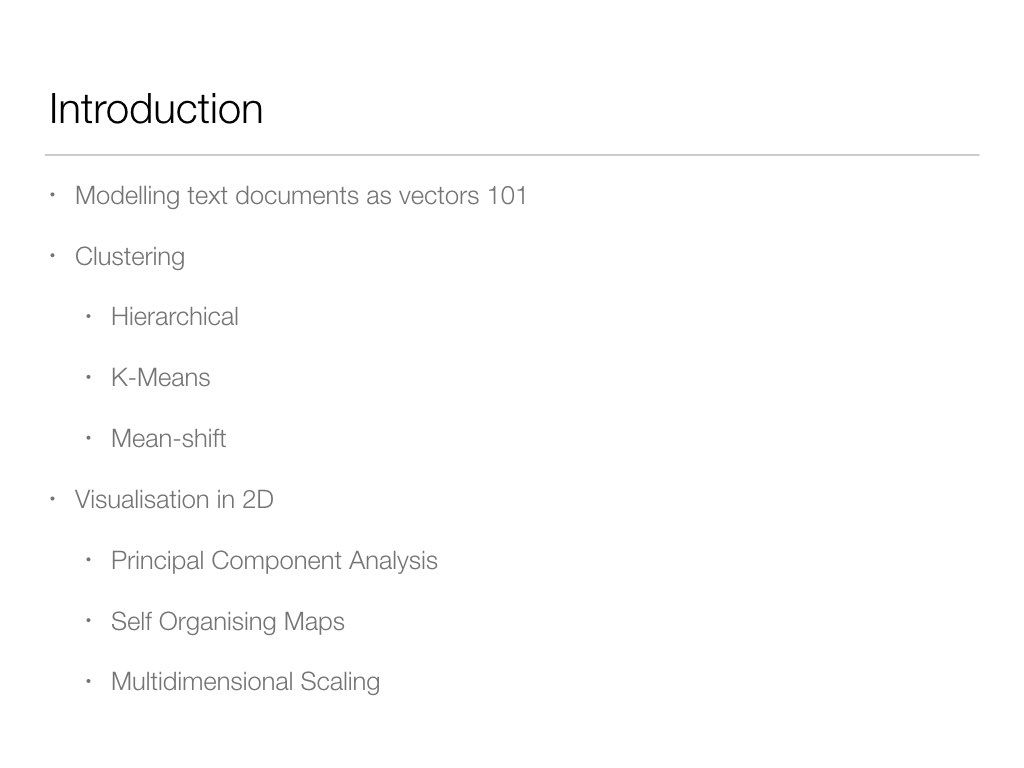 Introduction
• Modelling text documents as vectors 101
• Clustering
• Hierarchical
• K-Means
• Mean-shift
• Visualisation in 2D
• Principal Component Analysis
• Self Organising Maps
• Multidimensional Scaling